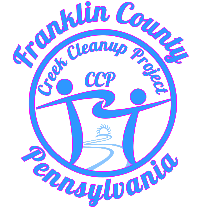 Franklin County
Creek Cleanup Project
CCP
Pennsylvania